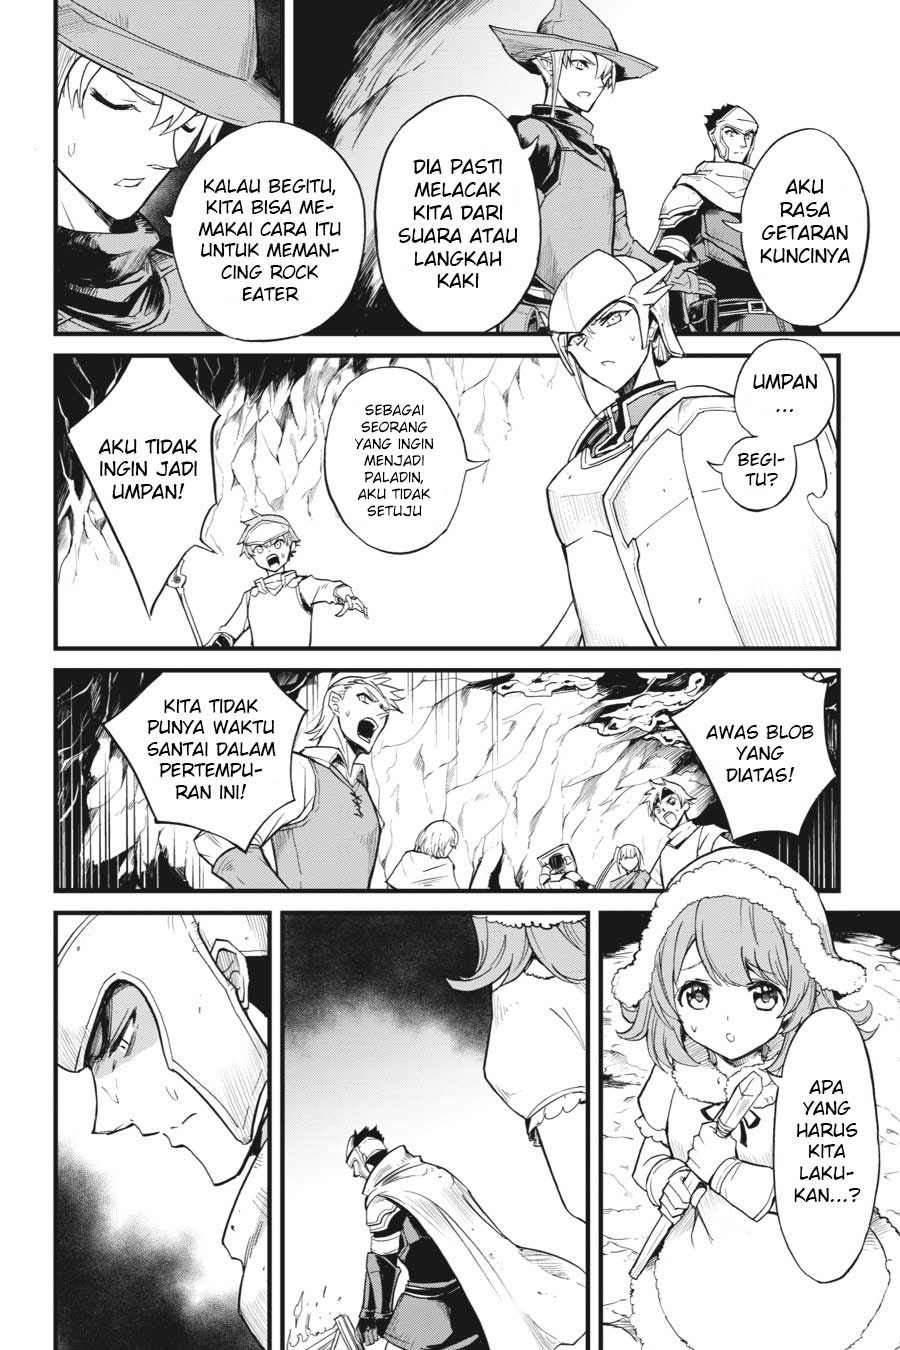 AKU
RASA
GETARAN
KUNCINYA
DIA PASTI
MELACAK
KITA DARI
SUARA ATAU
LANGKAH
KAKI
KALAU BEGITU,
KITA BISA ME-
MAKAI CARA ITU
UNTUK MEMAN-
CING ROCK
EATER
UMPAN
...
BEGI-
TU?
SEBAGAI
SEORANG
YANG INGIN
MENJADI
PALADIN,
AKU TIDAK
SETUJU
AKU TIDAK
INGIN JADI
UMPAN!
AWAS BLOB
YANG
DIATAS!
KITA TIDAK
PUNYA WAKTU
SANTAI DALAM
PERTEMPU-
RAN INI!
APA
YANG
HARUS
KITA
LAKU-
KAN...?